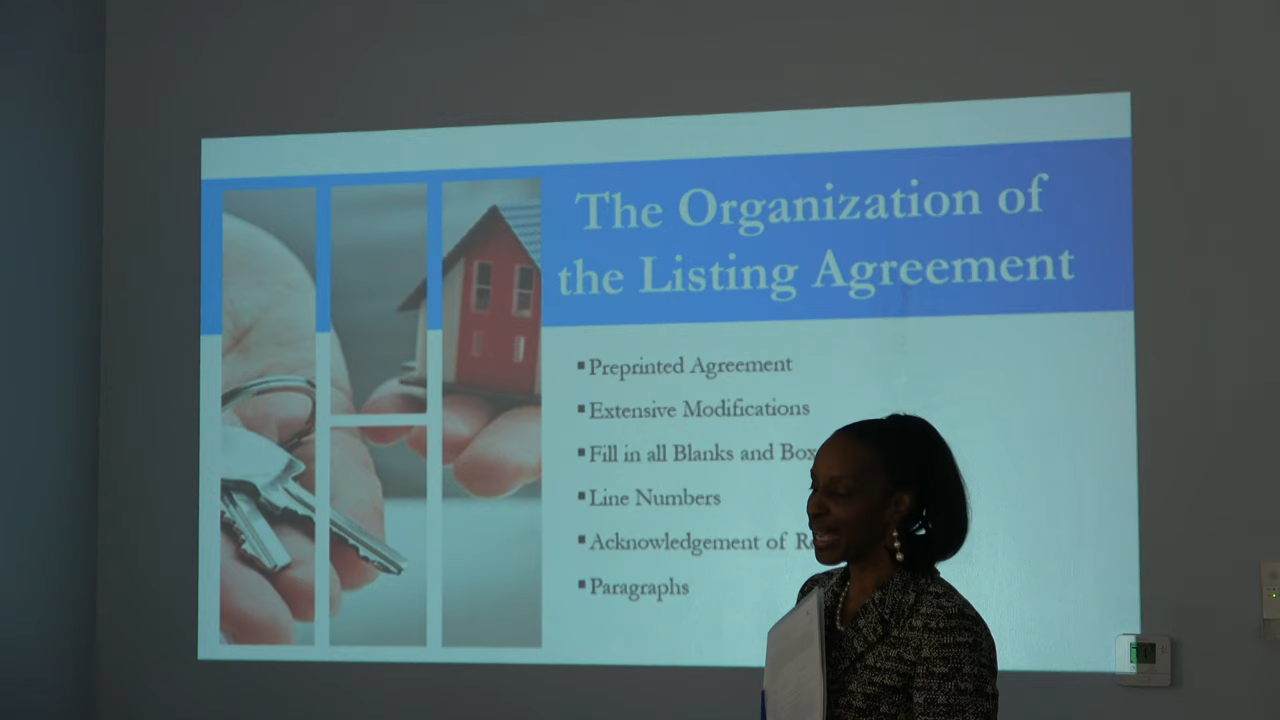 The Organization of
the Listing Agreement
▪Preprinted Agreement
▪Extensive Modifications
▪Fill in all Blanks and
▪Line Numbers
▪Acknowledgement of
▪Paragraphs